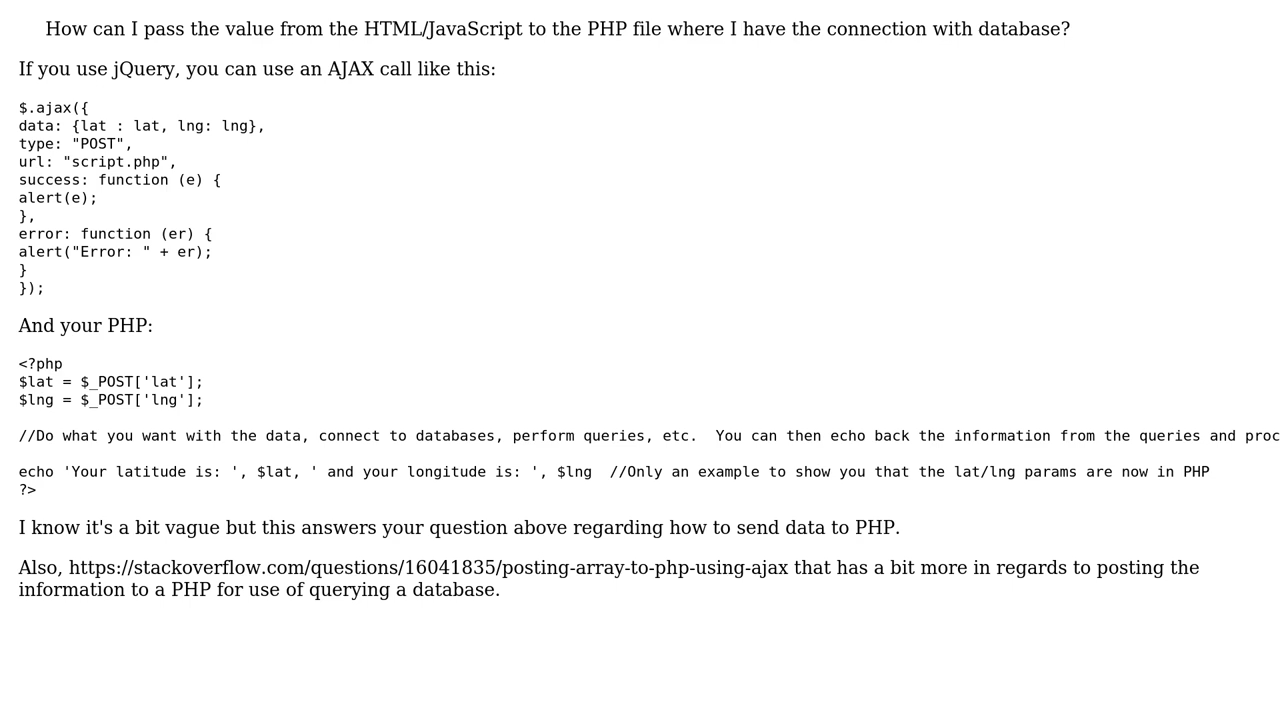 How can I pass the value from the HTML/JavaScript to the PHP file where I have the connection with database?
If you use jQuery, you can use an AJAX call like this:
$.ajax({
data: {lat : lat, lng: lng},
type: "POST",
url: "script.php",
success: function (e) {
alert(e);
},
error: function (er) {
alert("Error: " + er);
}
});
And your PHP:
<?php
$lat = $_POST['lat'];
$lng = $_POST['lng'];
//Do what you want with the data, connect to databases, perform queries, etc.  You can then echo back the information from the queries and proc
echo 'Your latitude is: ', $lat, ' and your longitude is: ', $lng  //Only an example to show you that the lat/lng params are now in PHP
?>
I know it's a bit vague but this answers your question above regarding how to send data to PHP.
Also, https://stackoverflow.com/questions/16041835/posting-array-to-php-using-ajax that has a bit more in regards to posting the
information to a PHP for use of querying a database.